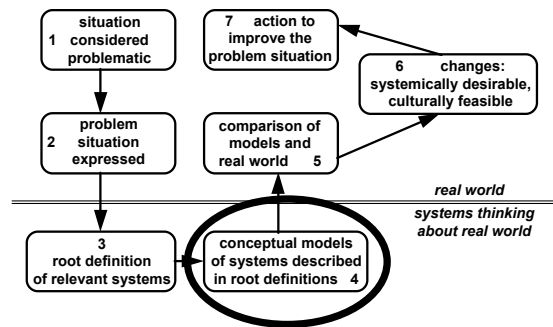 situation
1 considered
problematic
2 problem
situation
expressed
3
root definition
of relevant systems
conceptual models
of systems described
in root definitions 4
comparison of
models and
real world 5
6 changes:
systemically desirable,
culturally feasible
7 action to
improve the
problem situation
real world
systems thinking
about real world